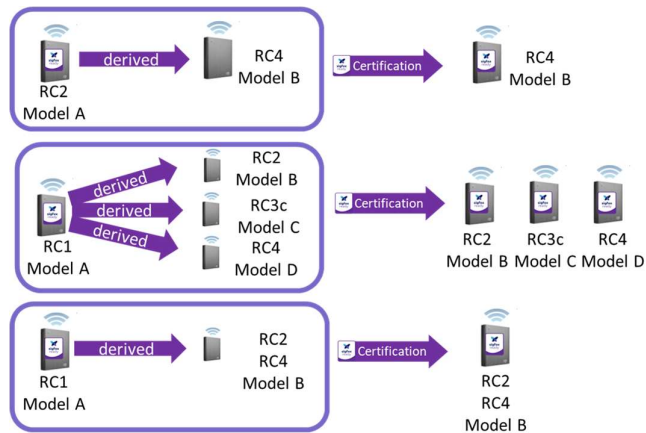 derived
RC2
Model A
RC4
Model B
Certification
RC4
Model B
derived
derived
derived
RC1
Model A
RC2
Model B
RC3c
Model C
RC4
Model D
Certification
RC2
Model B
RC3c
Model C
RC4
Model D
derived
RC1
Model A
RC2
RC4
Model B
Certification
RC2
RC4
Model B